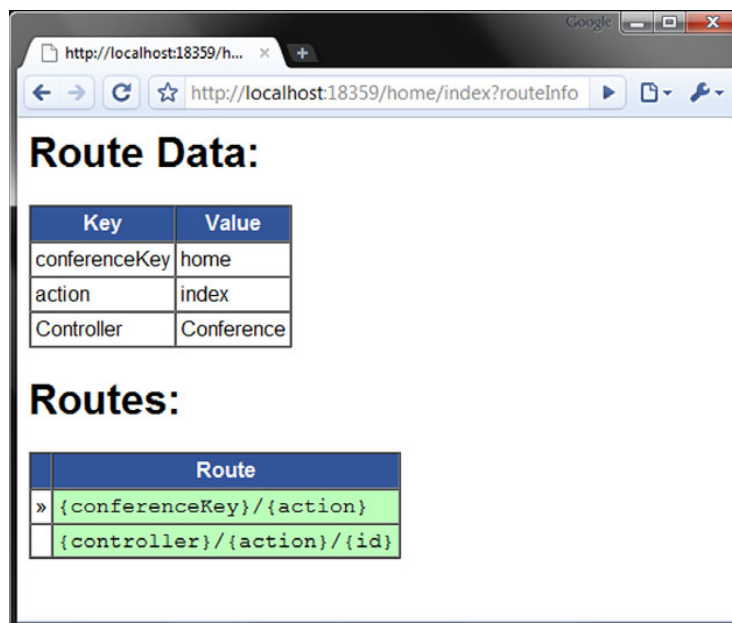 Google
http://localhost:18359/h...
http://localhost:18359/home/index?routeInfo
Route Data:
Key Value
conferenceKey home
action index
Controller Conference
Routes:
Route
» {conferenceKey}/{action}
{controller}/{action}/{id}